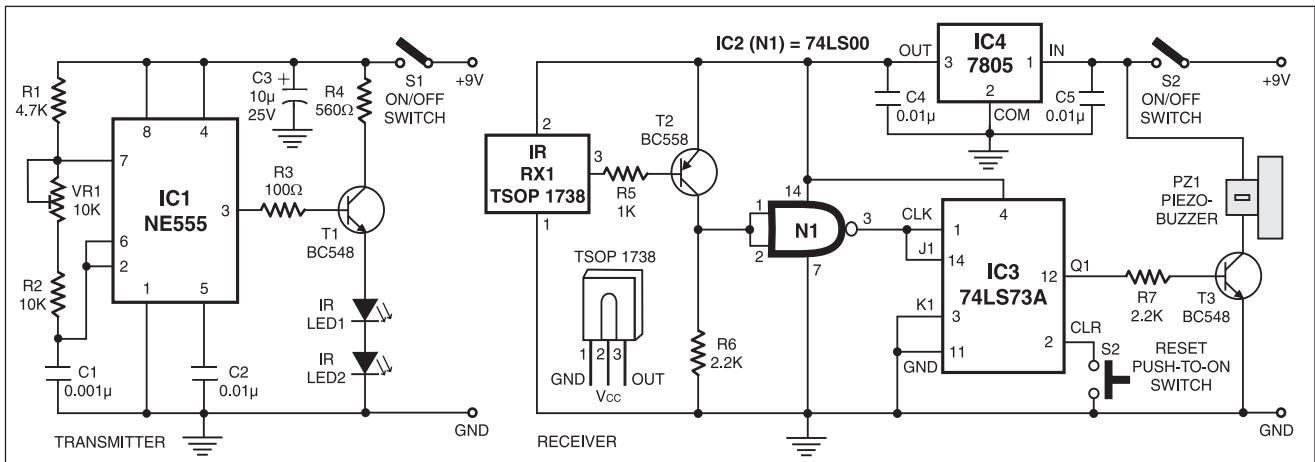 IC2 (N1) = 74LS00
S1
ON/OFF
SWITCH
+9V
R1
4.7K
C3
10µ
25V
+
R4
560Ω
8
4
7
VR1
10K
IC1
NE555
3
R3
100Ω
T1
BC548
6
2
R2
10K
1
5
IR
LED1
IR
LED2
C1
0.001µ
C2
0.01µ
TRANSMITTER
GND
OUT
3
IC4
7805
1
IN
2
COM
C4
0.01µ
C5
0.01µ
S2
ON/OFF
SWITCH
+9V
2
IR
RX1
TSOP 1738
3
1
R5
1K
T2
BC558
14
1
2
N1
3
7
CLK
J1
4
1
14
IC3
74LS73A
12
Q1
K1
3
11
GND
2
CLR
R7
2.2K
T3
BC548
PZ1
PIEZO-
BUZZER
TSOP 1738
1
2
3
GND
OUT
Vcc
R6
2.2K
S2
RESET
PUSH-TO-ON
SWITCH
RECEIVER
GND